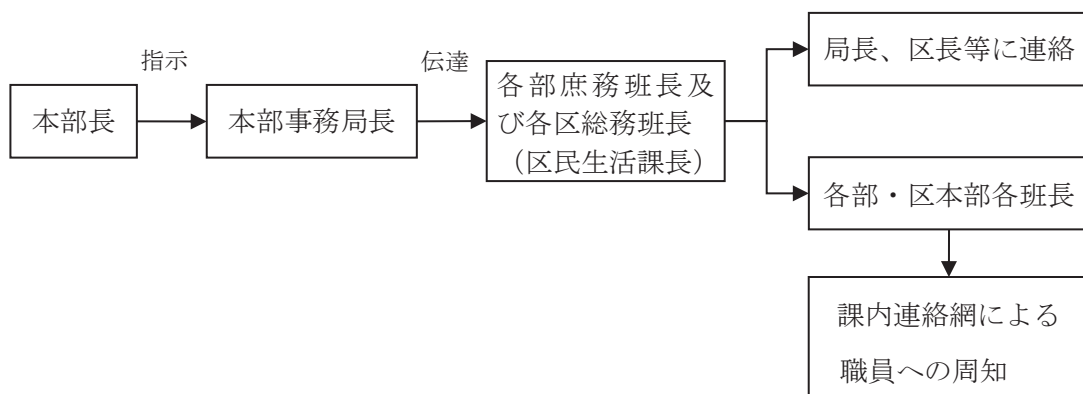 指示
本部長
本部事務局長
伝達
各部庶務班長及
び各区総務班長
（区民生活課長）
局長、区長等に連絡
各部・区本部各班長
課内連絡網による
職員への周知